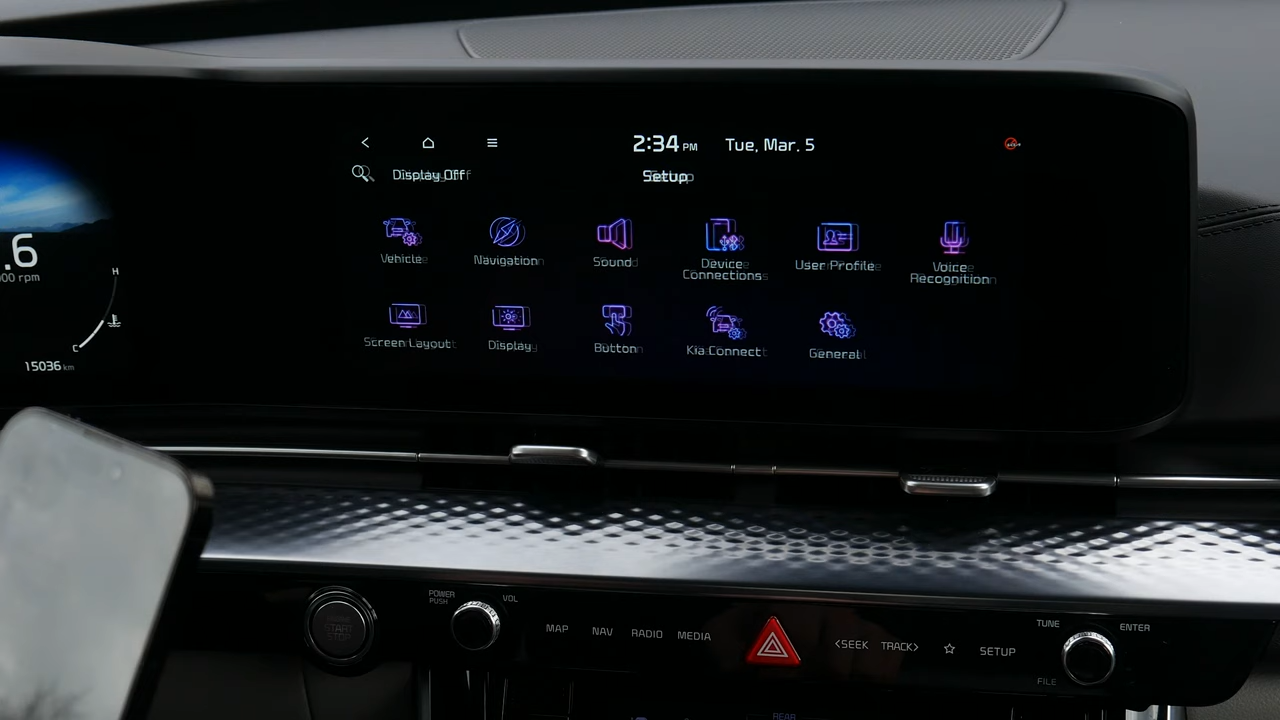 2:34 PM Tue, Mar. 5
Display Off
Setup
Vehicle
Navigation
Sound
Device
Connections
User Profile
Voice
Recognition
Screen Layout
Display
Button
Kia Connect
General
.6
000 rpm
H
C
15036 km
START
STOP
POWER
PUSH
VOL
MAP
NAV
RADIO
MEDIA
<SEEK
TRACK>
SETUP
TUNE
ENTER
FILE
REAR